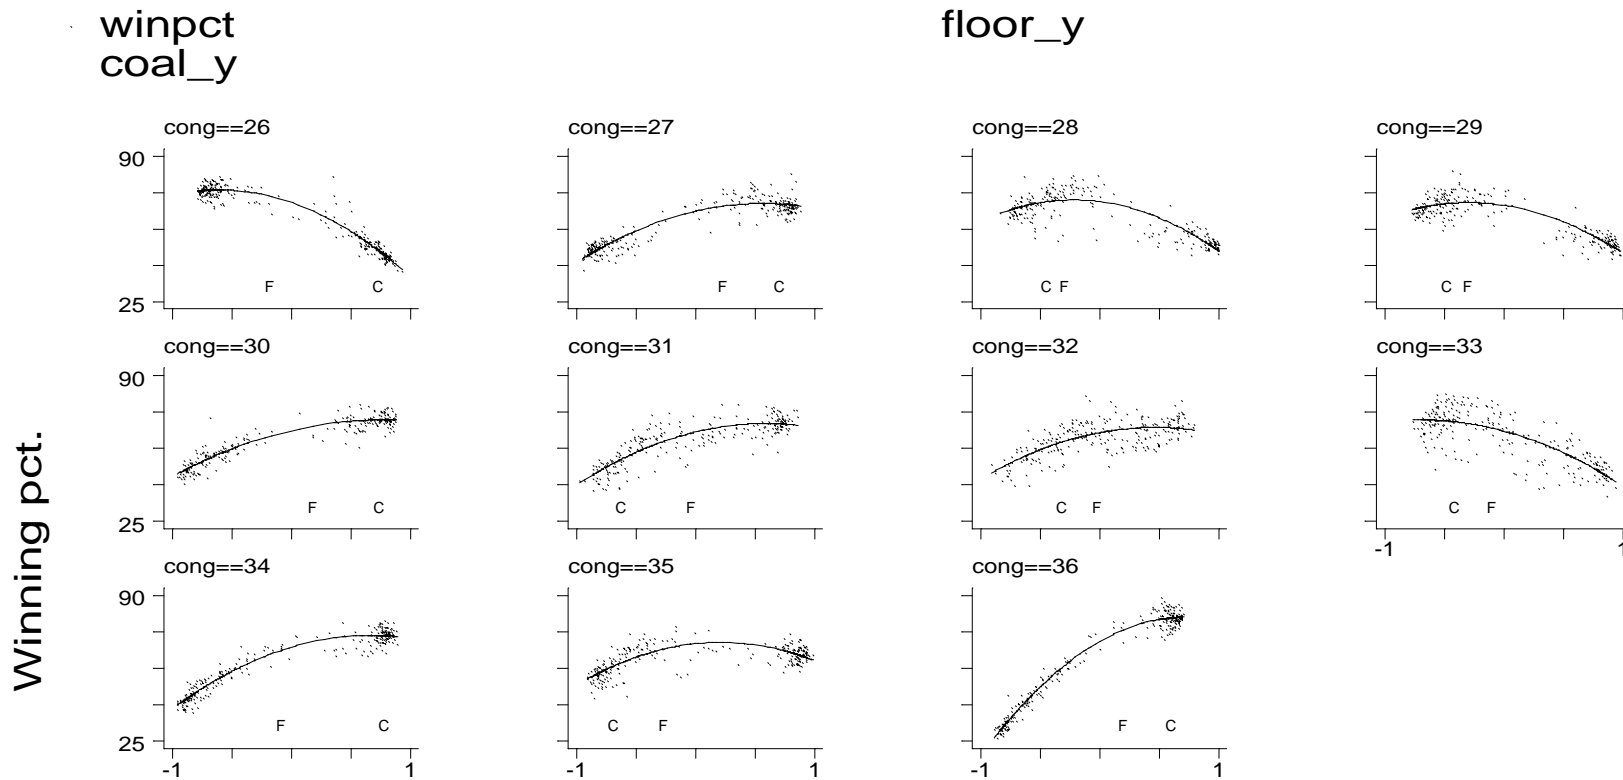 winpct floor_y
coal_y
cong==26 cong==27 cong==28 cong==29
90
F C F C C F C F
25
cong==30 cong==31 cong==32 cong==33
90
F C C F C F C F
25
-1 1
cong==34 cong==35 cong==36
90
F C C F F C
25
-1 1 -1 1 -1 1
Winning pct.